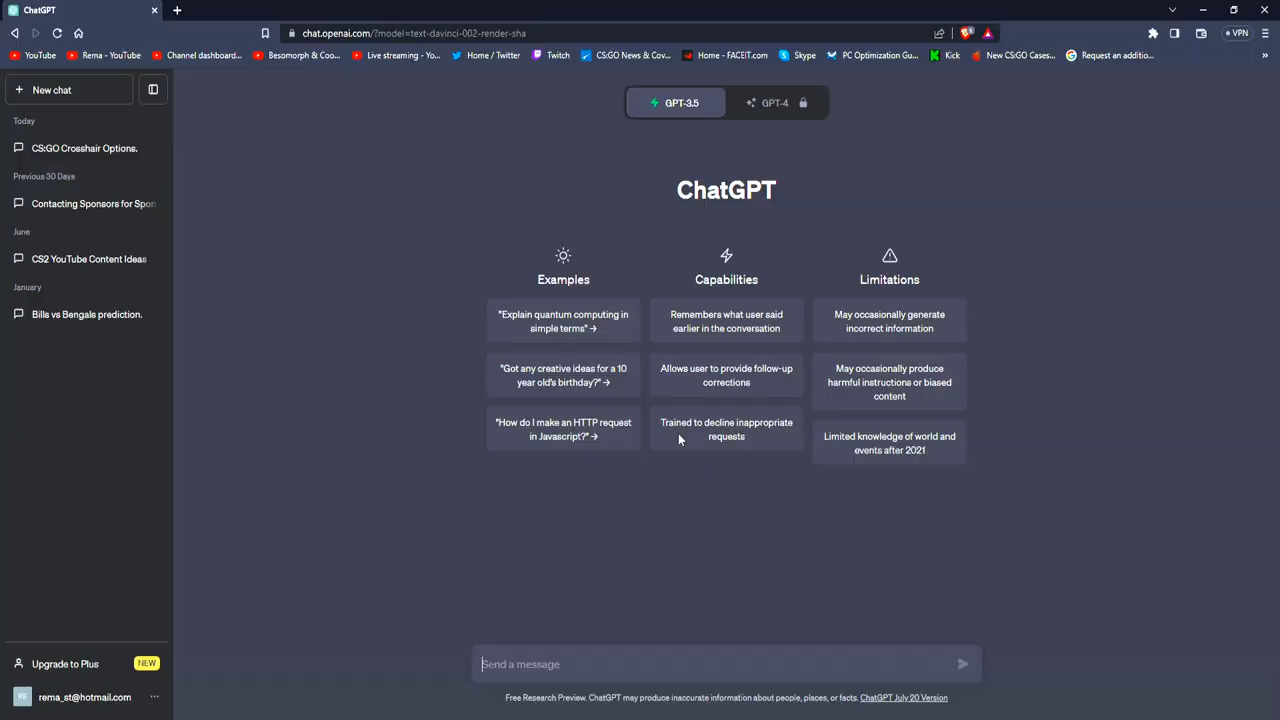 ChatGPT
chat.openai.com/?model=text-davinci-002-render-sha
VPN
YouTube
Rema - YouTube
Channel dashboard...
Besomorph & Coo...
Live streaming - Yo...
Home / Twitter
Twitch
CS:GO News & Cov...
Home - FACEIT.com
Skype
PC Optimization Gu...
Kick
New CS:GO Cases...
Request an additio...
New chat
Today
CS:GO Crosshair Options.
Previous 30 Days
Contacting Sponsors for Spon
June
CS2 YouTube Content Ideas
January
Bills vs Bengals prediction.
Upgrade to Plus
NEW
RE
rema_st@hotmail.com
GPT-3.5
GPT-4
ChatGPT
Examples
"Explain quantum computing in
simple terms" →
"Got any creative ideas for a 10
year old's birthday?" →
"How do I make an HTTP request
in Javascript?" →
Capabilities
Remembers what user said
earlier in the conversation
Allows user to provide follow-up
corrections
Trained to decline inappropriate
requests
Limitations
May occasionally generate
incorrect information
May occasionally produce
harmful instructions or biased
content
Limited knowledge of world and
events after 2021
Send a message
Free Research Preview. ChatGPT may produce inaccurate information about people, places, or facts. ChatGPT July 20 Version